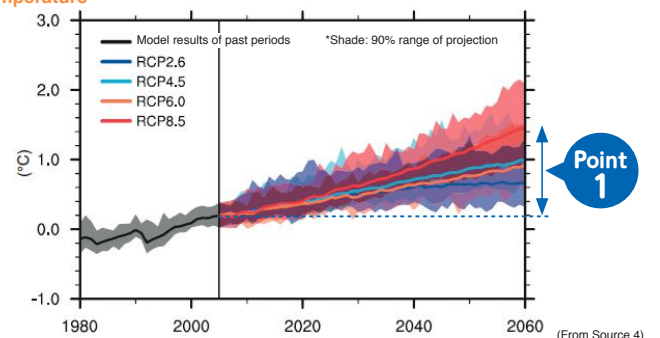 3.0
Model results of past periods
*Shade: 90% range of projection
RCP2.6
RCP4.5
RCP6.0
RCP8.5
2.0
(°C)
1.0
0.0
-1.0
Point
1
1980
2000
2020
2040
2060
(From Source 4)